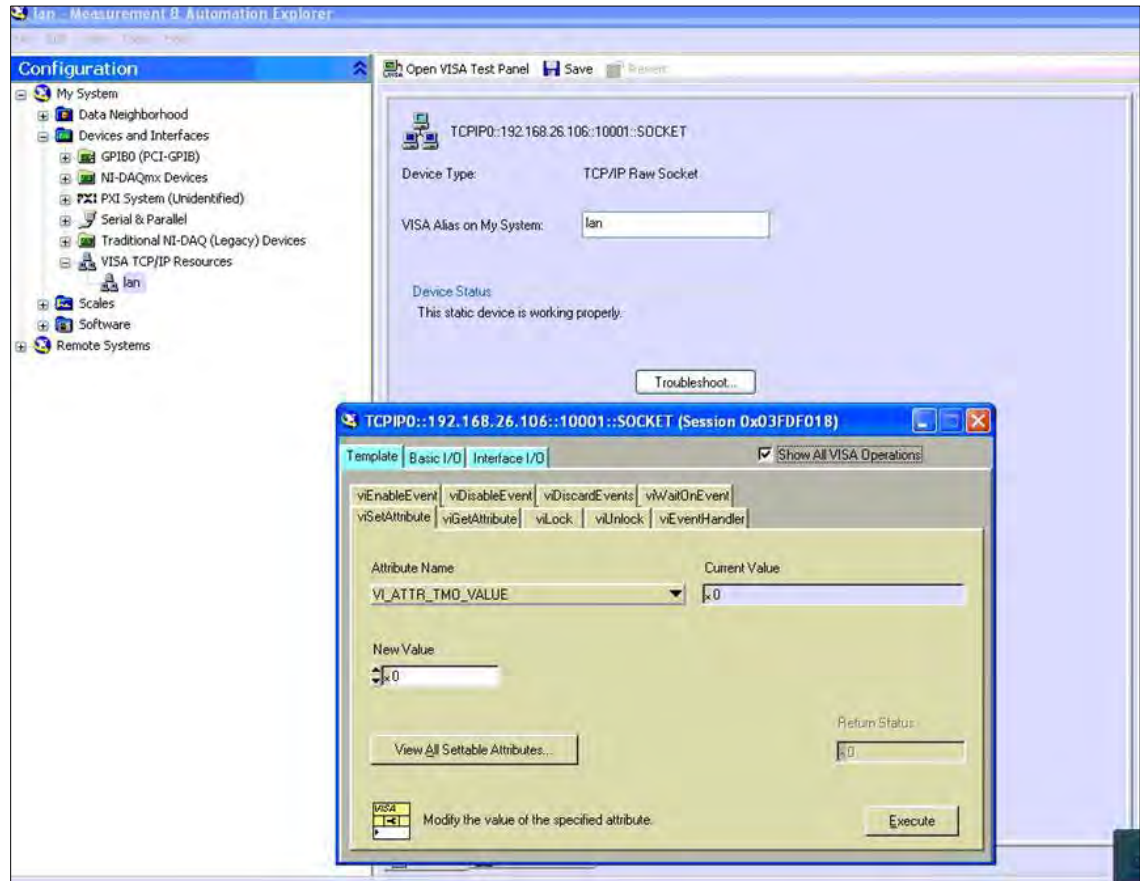 lan - Measurement & Automation Explorer
Configuration
Open VISA Test Panel Save Revert
My System
Data Neighborhood
Devices and Interfaces
GPIB0 (PCI-GPIB)
NI-DAQmx Devices
PXI PXI System (Unidentified)
Serial & Parallel
Traditional NI-DAQ (Legacy) Devices
VISA TCP/IP Resources
lan
Scales
Software
Remote Systems
TCPIP0::192.168.26.106::10001::SOCKET
Device Type: TCP/IP Raw Socket
VISA Alias on My System: lan
Device Status
This static device is working properly.
Troubleshoot...
TCPIP0::192.168.26.106::10001::SOCKET (Session 0x03FDF018)
Template Basic I/O Interface I/O Show All VISA Operations
viEnableEvent viDisableEvent viDiscardEvents viWaitOnEvent
viSetAttribute viGetAttribute viLock viUnlock viEventHandler
Attribute Name Current Value
VI_ATTR_TMO_VALUE x0
New Value
x0
Return Status
View All Settable Attributes... x0
VISA
Modify the value of the specified attribute. Execute